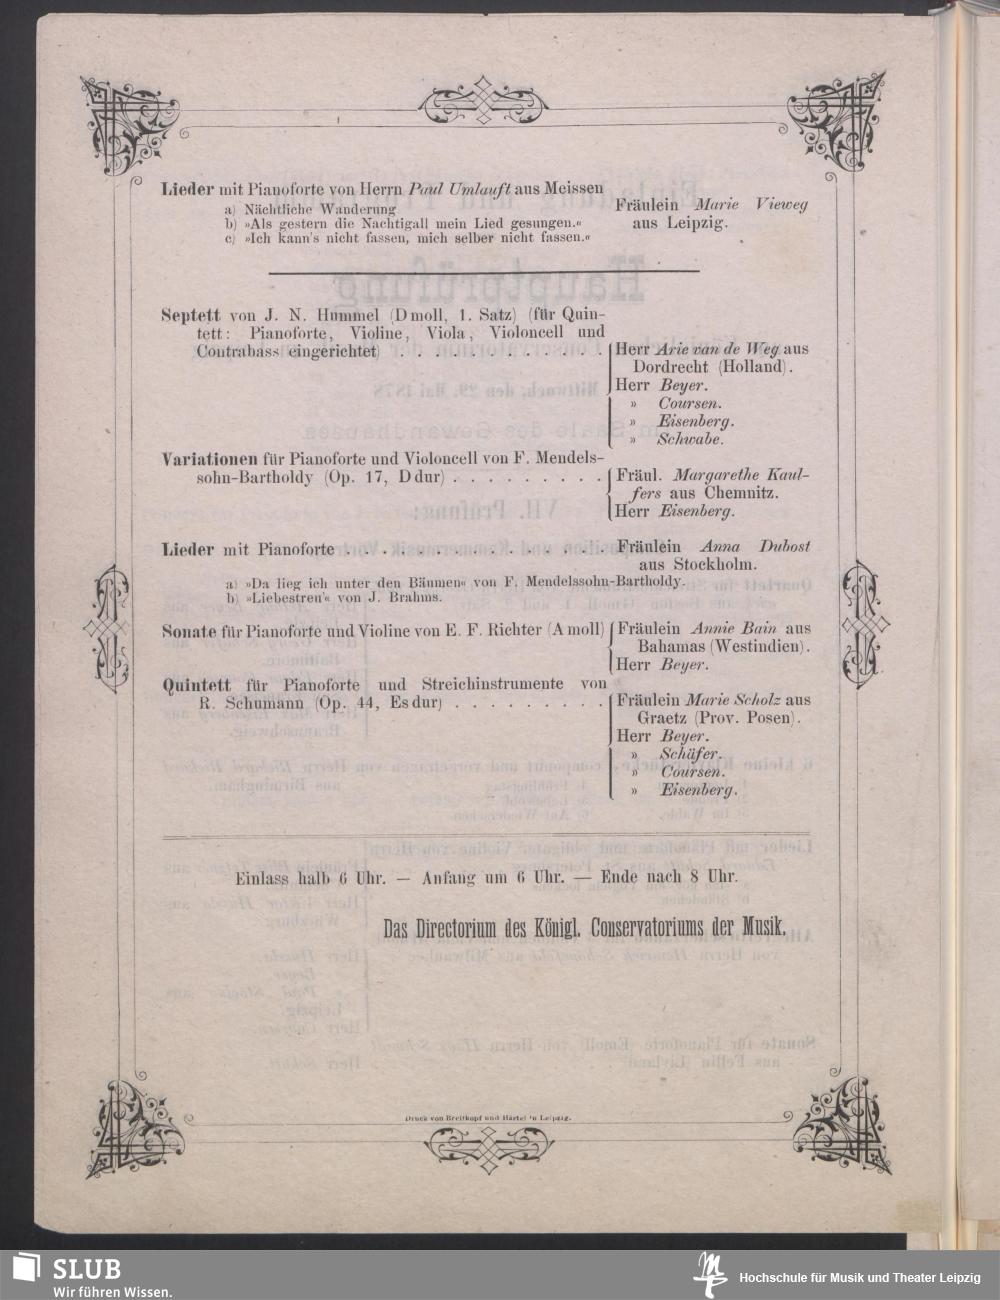 Lieder mit Pianoforte von Herrn Paul Umlauft aus Meissen
a) Nächtliche Wanderung
b) »Als gestern die Nachtigall mein Lied gesungen.«
c) »Ich kann's nicht fassen, mich selber nicht fassen.«
Fräulein Marie Vieweg
aus Leipzig.
Septett von J. N. Hummel (D moll, 1. Satz) (für Quin-
tett: Pianoforte, Violine, Viola, Violoncell und
Contrabass eingerichtet) . . . . . . . . . . . . . .
Herr Arie van de Weg aus
Dordrecht (Holland).
Herr Beyer.
» Coursen.
» Eisenberg.
» Schwabe.
Variationen für Pianoforte und Violoncell von F. Mendels-
sohn-Bartholdy (Op. 17, D dur) . . . . . . . . .
Fräul. Margarethe Kaul-
fers aus Chemnitz.
Herr Eisenberg.
Lieder mit Pianoforte . . . . . . . . . . . . . . . . Fräulein Anna Dubost
aus Stockholm.
a) »Da lieg ich unter den Bäumen« von F. Mendelssohn-Bartholdy.
b) »Liebestreu« von J. Brahms.
Sonate für Pianoforte und Violine von E. F. Richter (A moll)
Fräulein Annie Bain aus
Bahamas (Westindien).
Herr Beyer.
Quintett für Pianoforte und Streichinstrumente von
R. Schumann (Op. 44, Es dur) . . . . . . . . .
Fräulein Marie Scholz aus
Graetz (Prov. Posen).
Herr Beyer.
» Schäfer.
» Coursen.
» Eisenberg.
Einlass halb 6 Uhr. — Anfang um 6 Uhr. — Ende nach 8 Uhr.
Das Directorium des Königl. Conservatoriums der Musik.
Druck von Breitkopf und Härtel in Leipzig.
SLUB
Wir führen Wissen.
Hochschule für Musik und Theater Leipzig